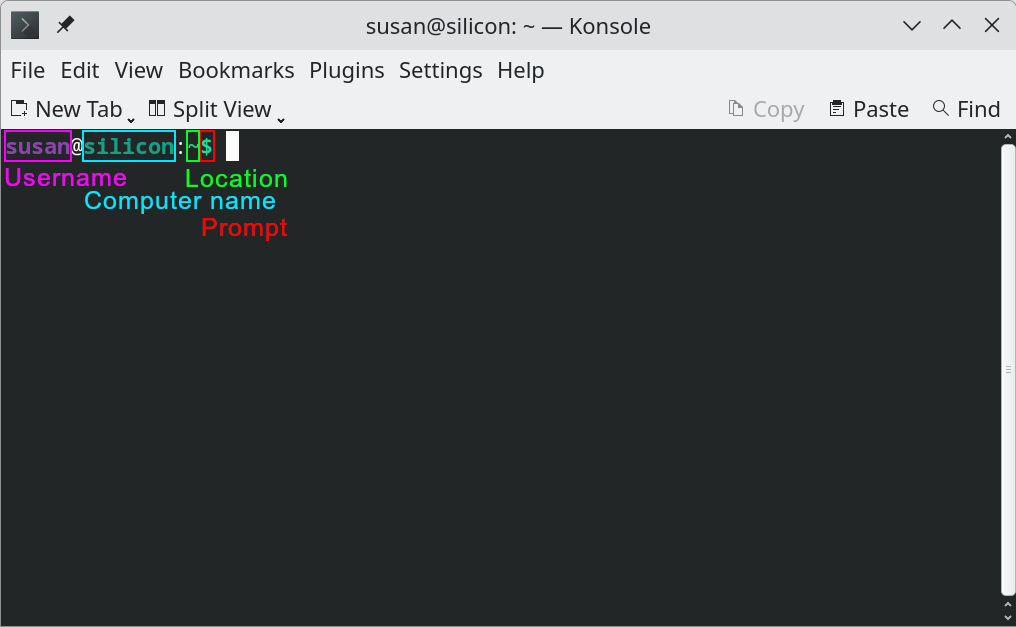 susan@silicon: ~ — Konsole
File Edit View Bookmarks Plugins Settings Help
New Tab Split View Copy Paste Find
susan@silicon:~$
Username Location
Computer name
Prompt